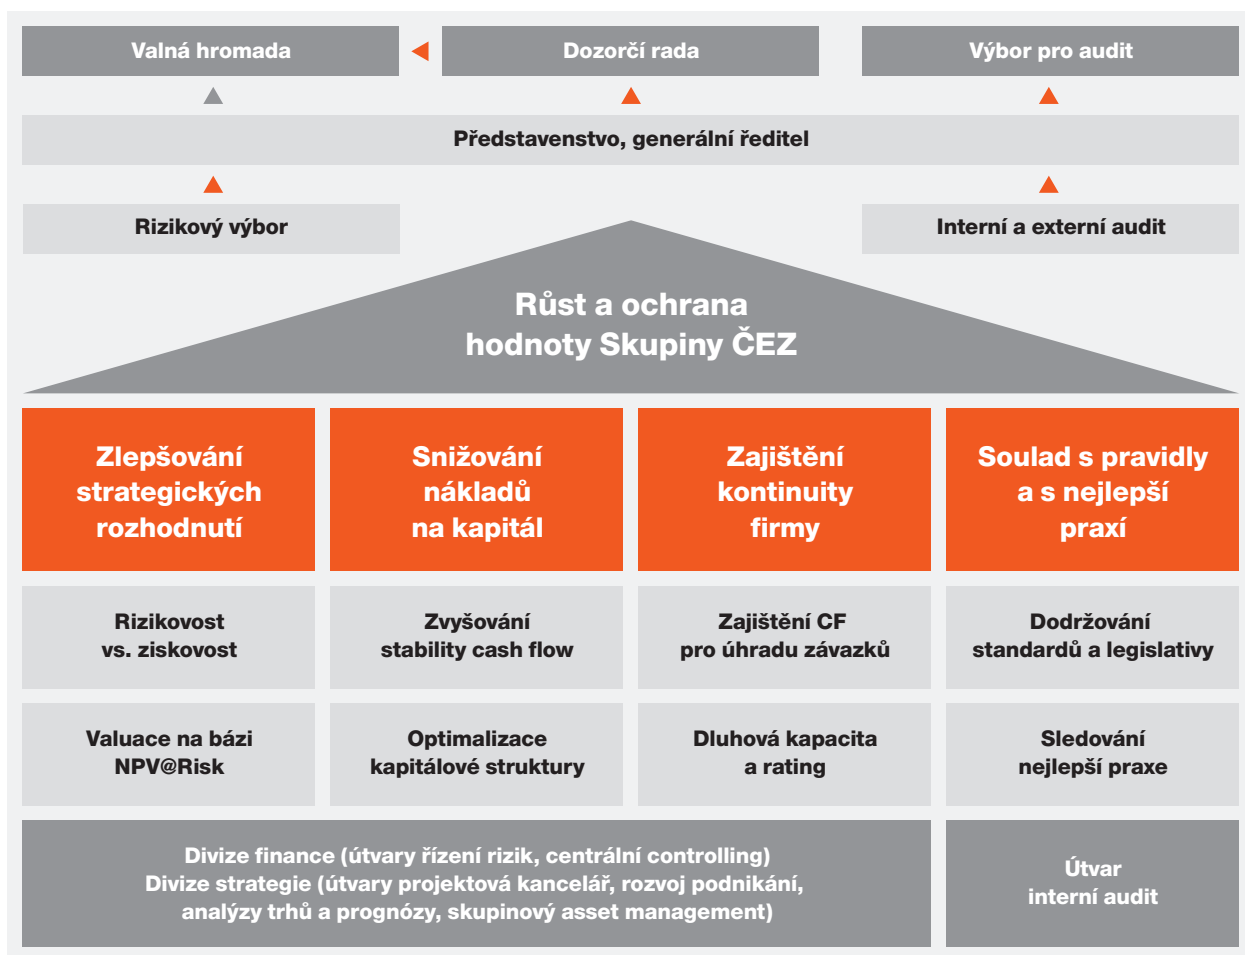 Valná hromada
Dozorčí rada
Výbor pro audit
Představenstvo, generální ředitel
Rizikový výbor
Interní a externí audit
Růst a ochrana
hodnoty Skupiny ČEZ
Zlepšování
strategických
rozhodnutí
Snižování
nákladů
na kapitál
Zajištění
kontinuity
firmy
Soulad s pravidly
a s nejlepší
praxí
Rizikovost
vs. ziskovost
Zvyšování
stability cash flow
Zajištění CF
pro úhradu závazků
Dodržování
standardů a legislativy
Valuace na bázi
NPV@Risk
Optimalizace
kapitálové struktury
Dluhová kapacita
a rating
Sledování
nejlepší praxe
Divize finance (útvary řízení rizik, centrální controlling)
Divize strategie (útvary projektová kancelář, rozvoj podnikání,
analýzy trhů a prognózy, skupinový asset management)
Útvar
interní audit